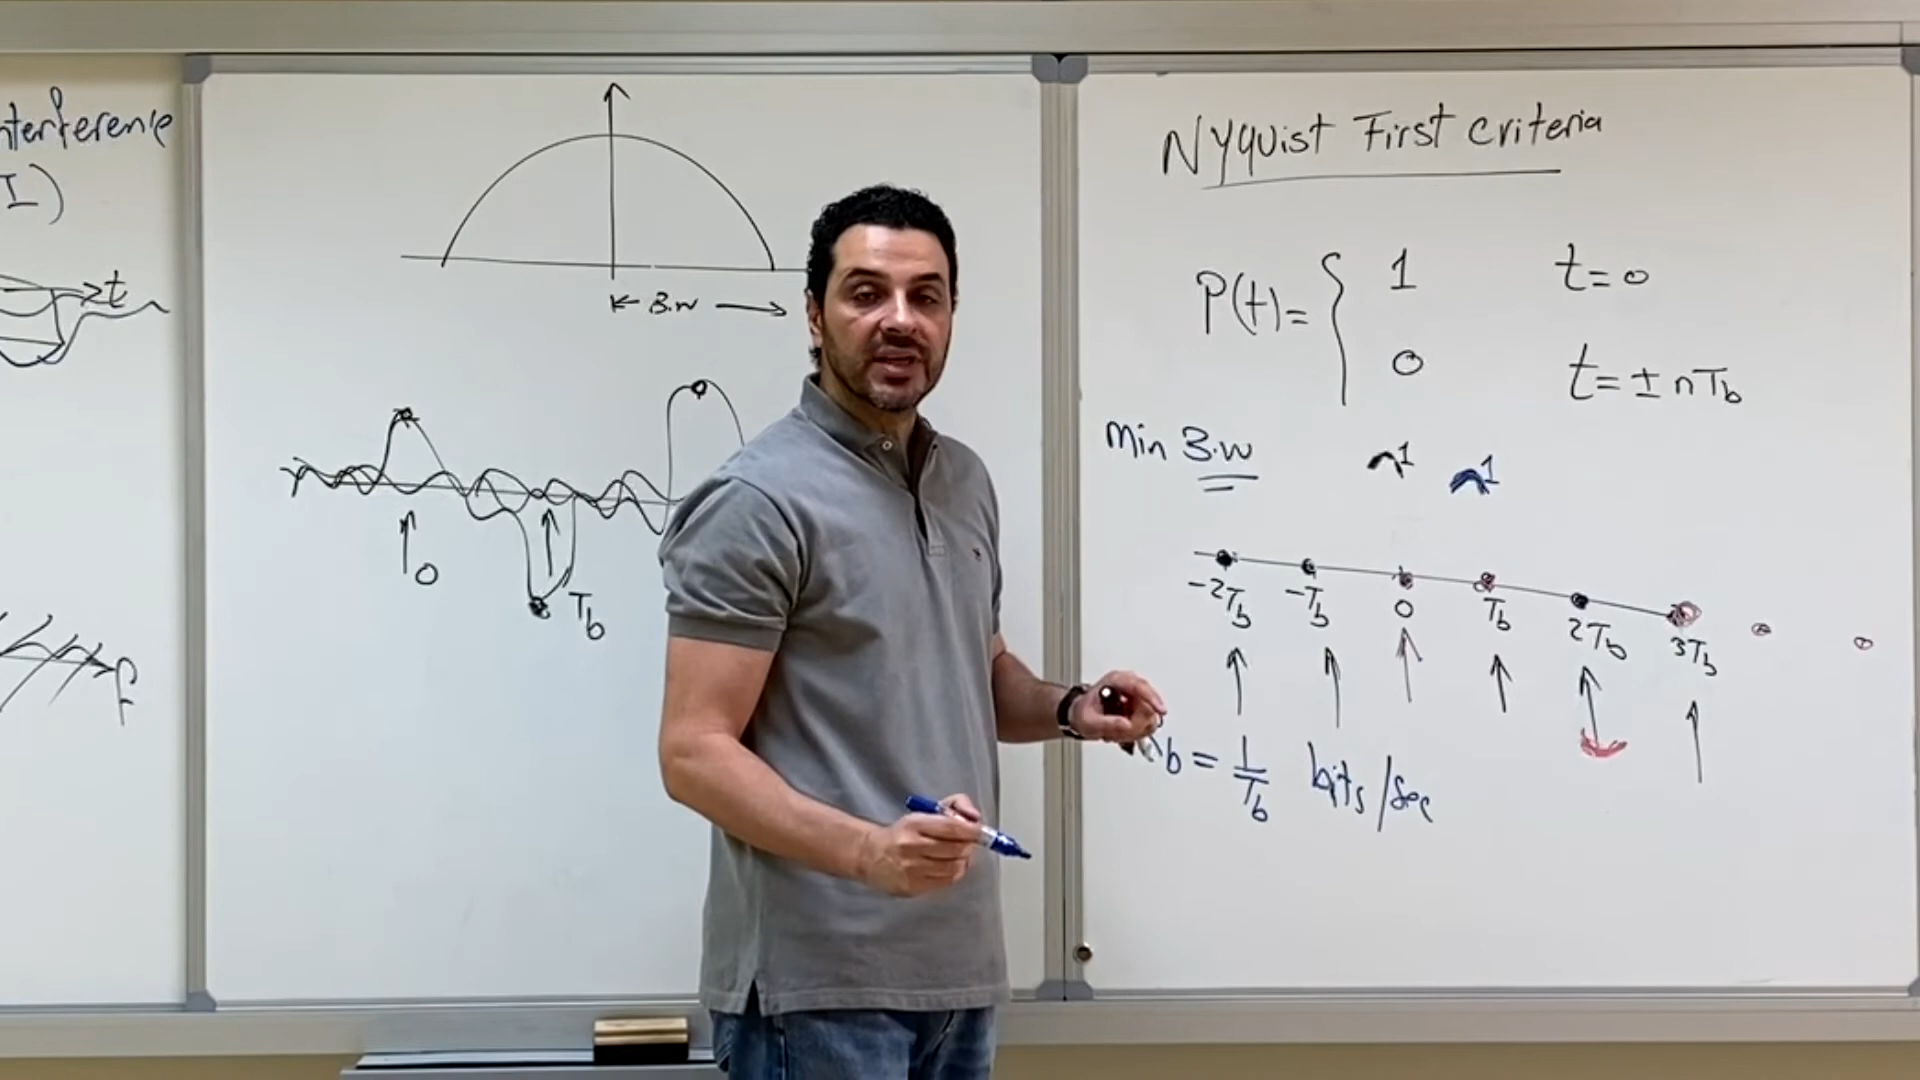 nterference
I)
t
f
B.W
0
Tb
Nyquist First Criteria
P(t)= { 1 t=0
0 t=±nTb
Min B.W
1 1
-2Tb -Tb 0 Tb 2Tb 3Tb
b = 1/Tb bits/sec